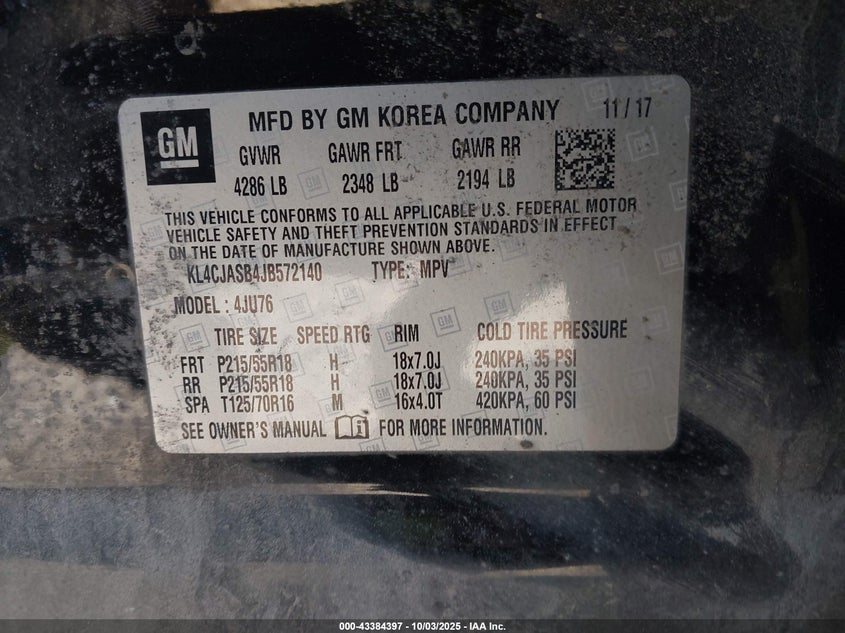 GM
MFD BY GM KOREA COMPANY 11/17
GVWR GAWR FRT GAWR RR
4286 LB 2348 LB 2194 LB
THIS VEHICLE CONFORMS TO ALL APPLICABLE U.S. FEDERAL MOTOR
VEHICLE SAFETY AND THEFT PREVENTION STANDARDS IN EFFECT
ON THE DATE OF MANUFACTURE SHOWN ABOVE.
KL4CJASB4JB572140 TYPE: MPV
MODEL: 4JU76
TIRE SIZE SPEED RTG RIM COLD TIRE PRESSURE
FRT P215/55R18 H 18x7.0J 240KPA, 35 PSI
RR P215/55R18 H 18x7.0J 240KPA, 35 PSI
SPA T125/70R16 M 16x4.0T 420KPA, 60 PSI
SEE OWNER'S MANUAL FOR MORE INFORMATION.
000-43384397 - 10/03/2025 - IAA Inc.